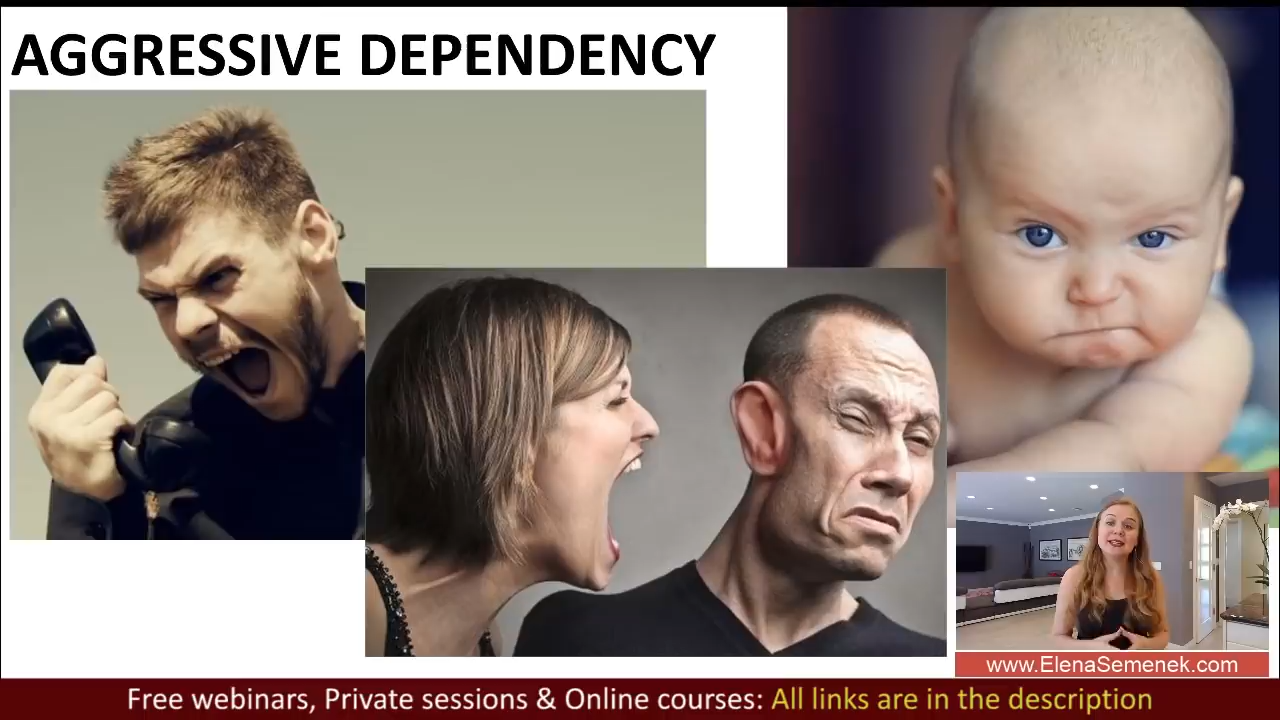 AGGRESSIVE DEPENDENCY
www.ElenaSemenek.com
Free webinars, Private sessions & Online courses: All links are in the description